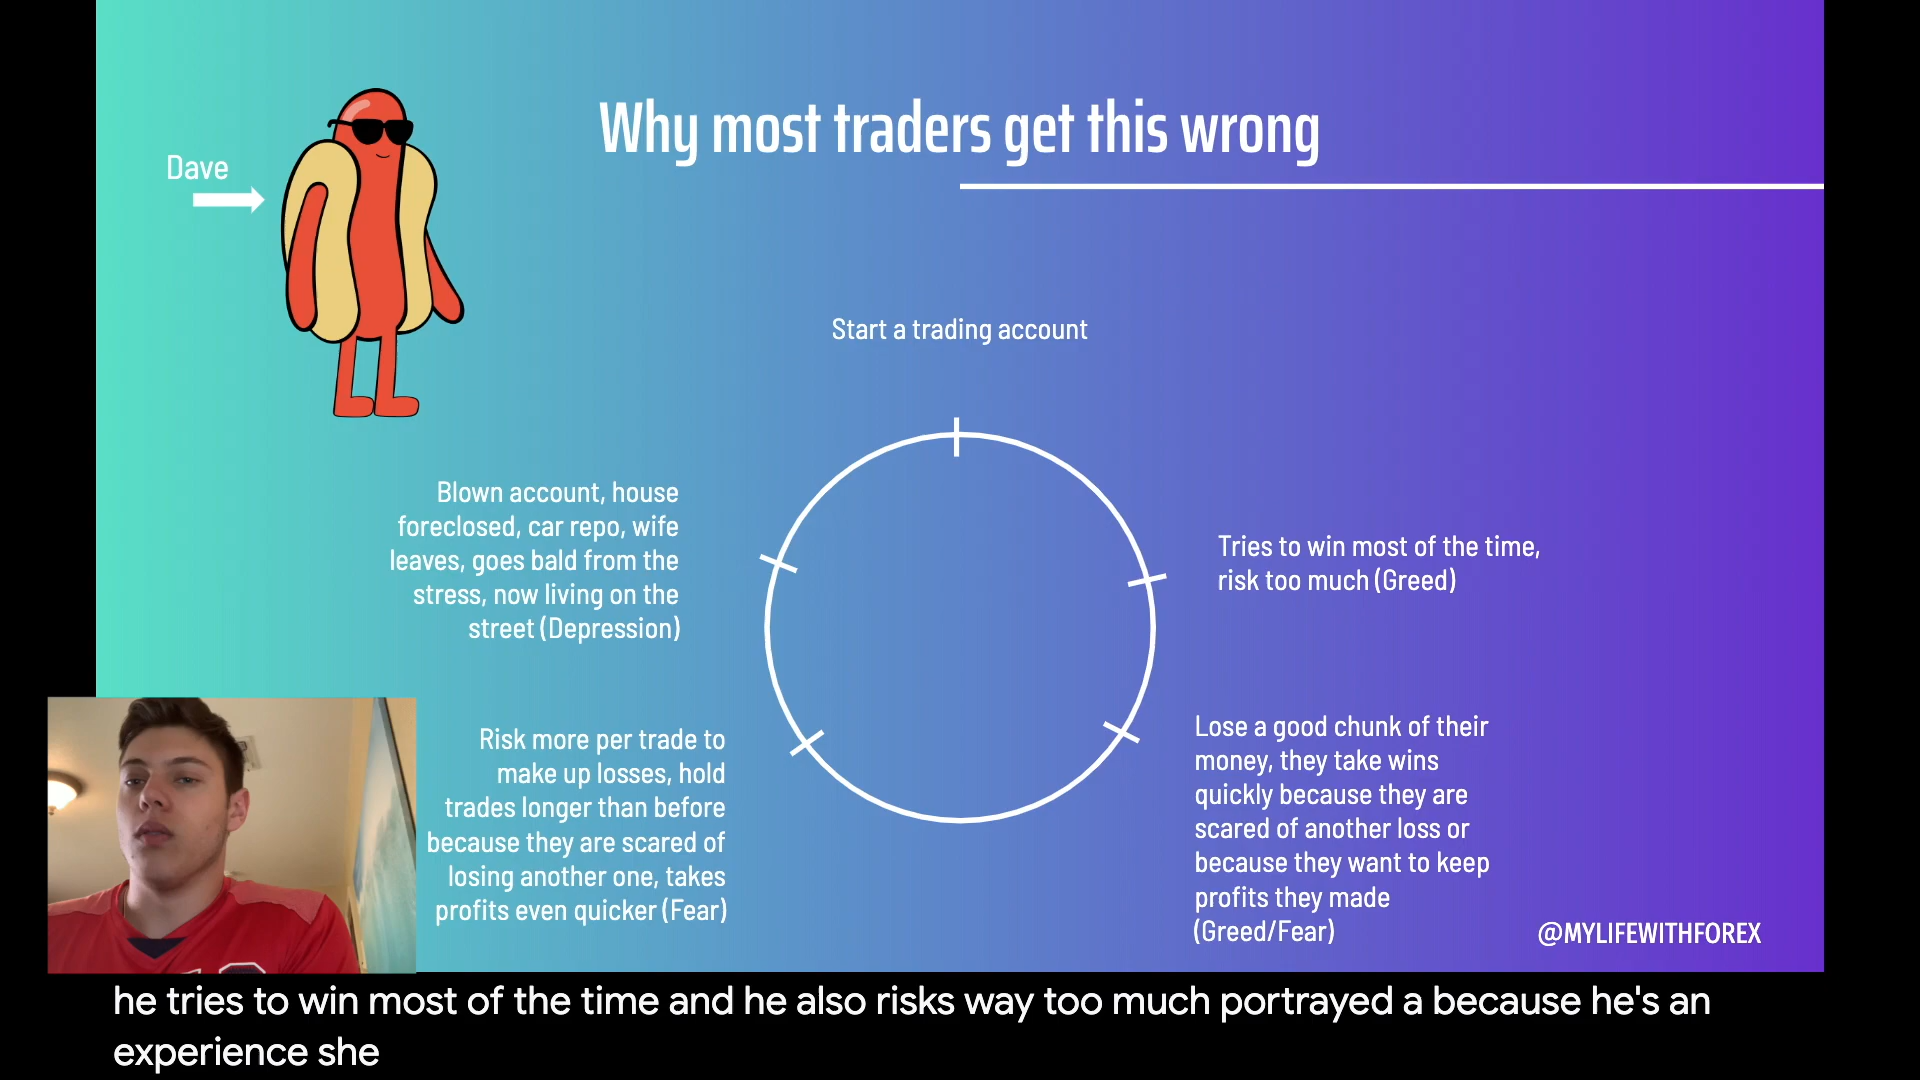 Why most traders get this wrong
Dave
Start a trading account
Tries to win most of the time,
risk too much (Greed)
Lose a good chunk of their
money, they take wins
quickly because they are
scared of another loss or
because they want to keep
profits they made
(Greed/Fear)
Risk more per trade to
make up losses, hold
trades longer than before
because they are scared of
losing another one, takes
profits even quicker (Fear)
Blown account, house
foreclosed, car repo, wife
leaves, goes bald from the
stress, now living on the
street (Depression)
@MYLIFEWITHFOREX
he tries to win most of the time and he also risks way too much portrayed a because he's an
experience she